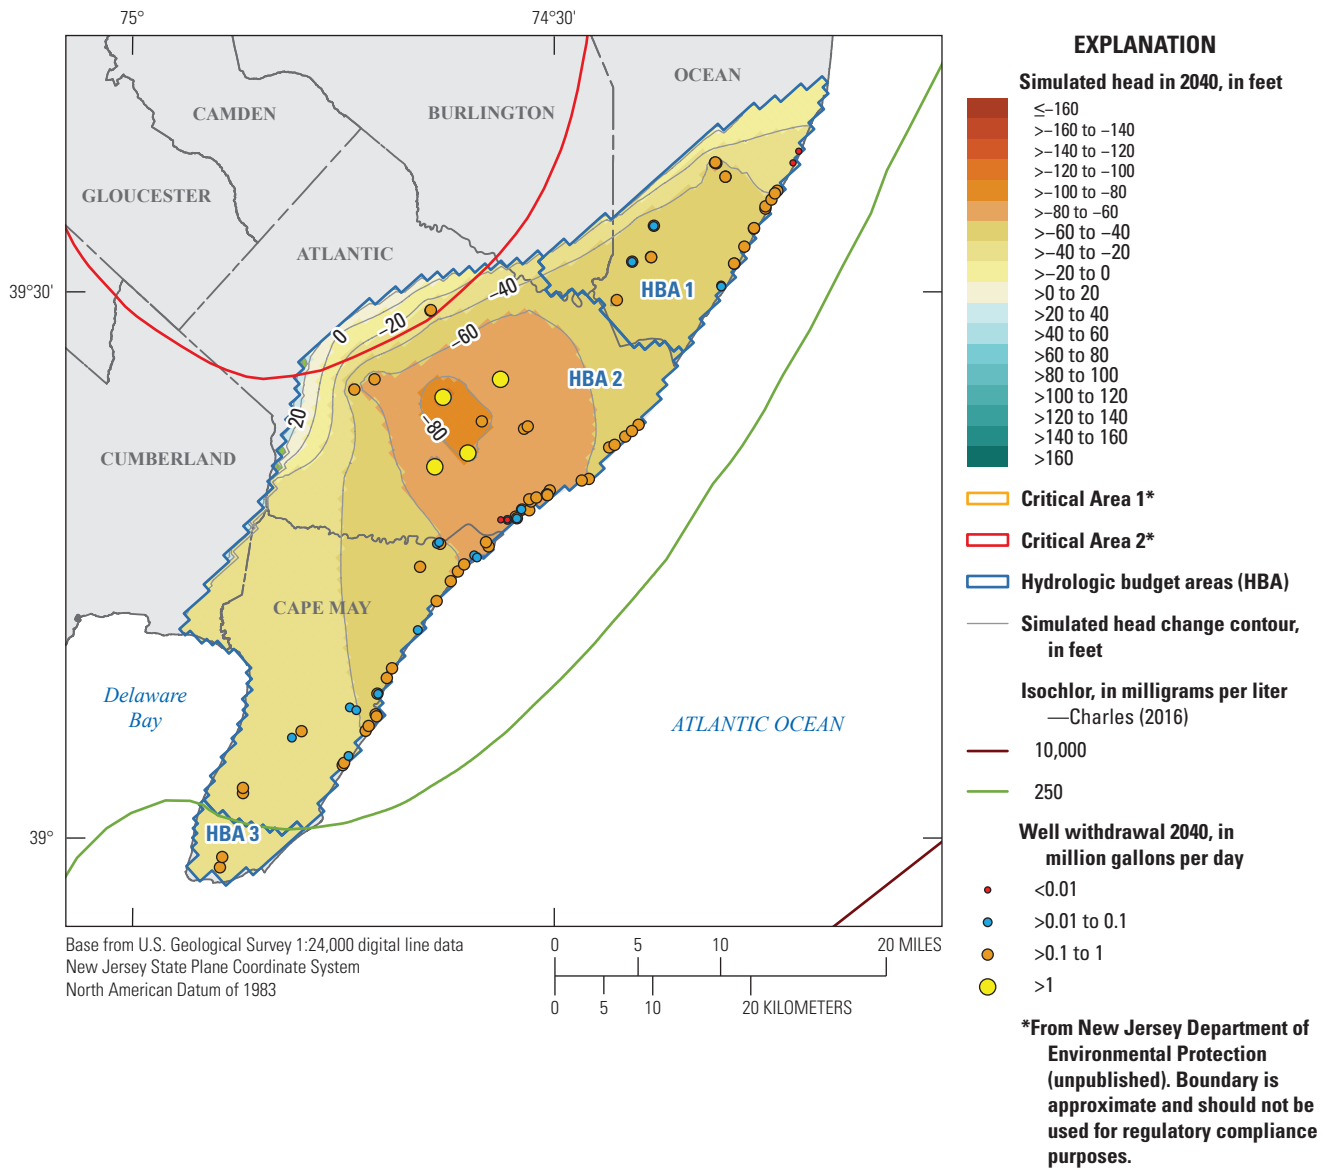 75°
74°30'
OCEAN
CAMDEN
BURLINGTON
GLOUCESTER
ATLANTIC
39°30'
HBA 1
−40
−20
0
−60
HBA 2
20
−80
CUMBERLAND
CAPE MAY
Delaware
Bay
ATLANTIC OCEAN
HBA 3
39°
Base from U.S. Geological Survey 1:24,000 digital line data
New Jersey State Plane Coordinate System
North American Datum of 1983
0 5 10 20 MILES
0 5 10 20 KILOMETERS
EXPLANATION
Simulated head in 2040, in feet
≤−160
>−160 to −140
>−140 to −120
>−120 to −100
>−100 to −80
>−80 to −60
>−60 to −40
>−40 to −20
>−20 to 0
>0 to 20
>20 to 40
>40 to 60
>60 to 80
>80 to 100
>100 to 120
>120 to 140
>140 to 160
>160
Critical Area 1*
Critical Area 2*
Hydrologic budget areas (HBA)
Simulated head change contour,
in feet
Isochlor, in milligrams per liter
—Charles (2016)
10,000
250
Well withdrawal 2040, in
million gallons per day
<0.01
>0.01 to 0.1
>0.1 to 1
>1
*From New Jersey Department of
Environmental Protection
(unpublished). Boundary is
approximate and should not be
used for regulatory compliance
purposes.